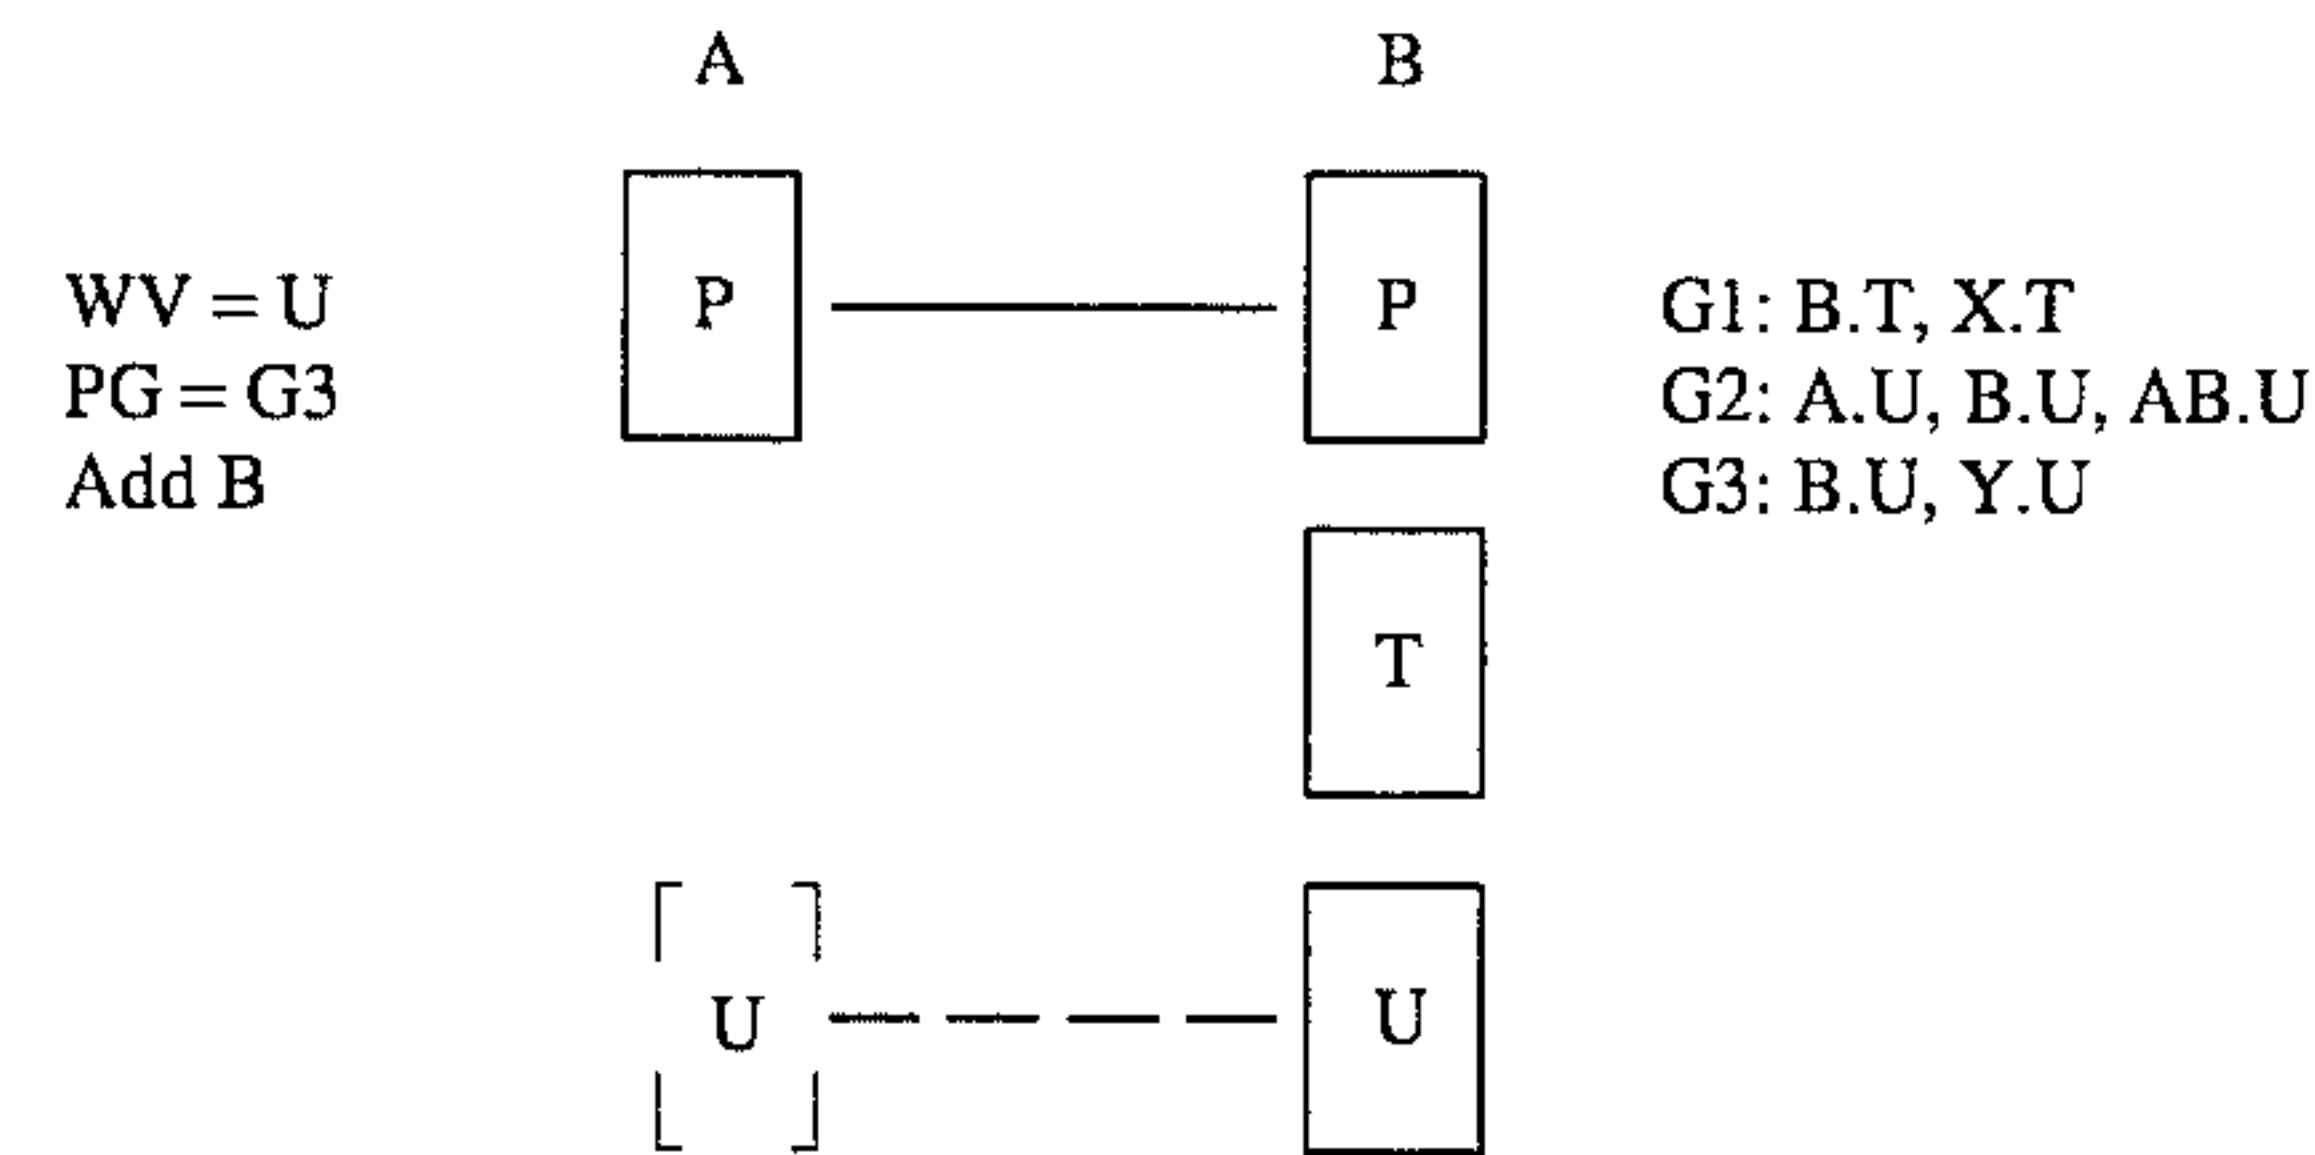 A B
WV = U
PG = G3
Add B
P P
G1: B.T, X.T
G2: A.U, B.U, AB.U
G3: B.U, Y.U
T
U U